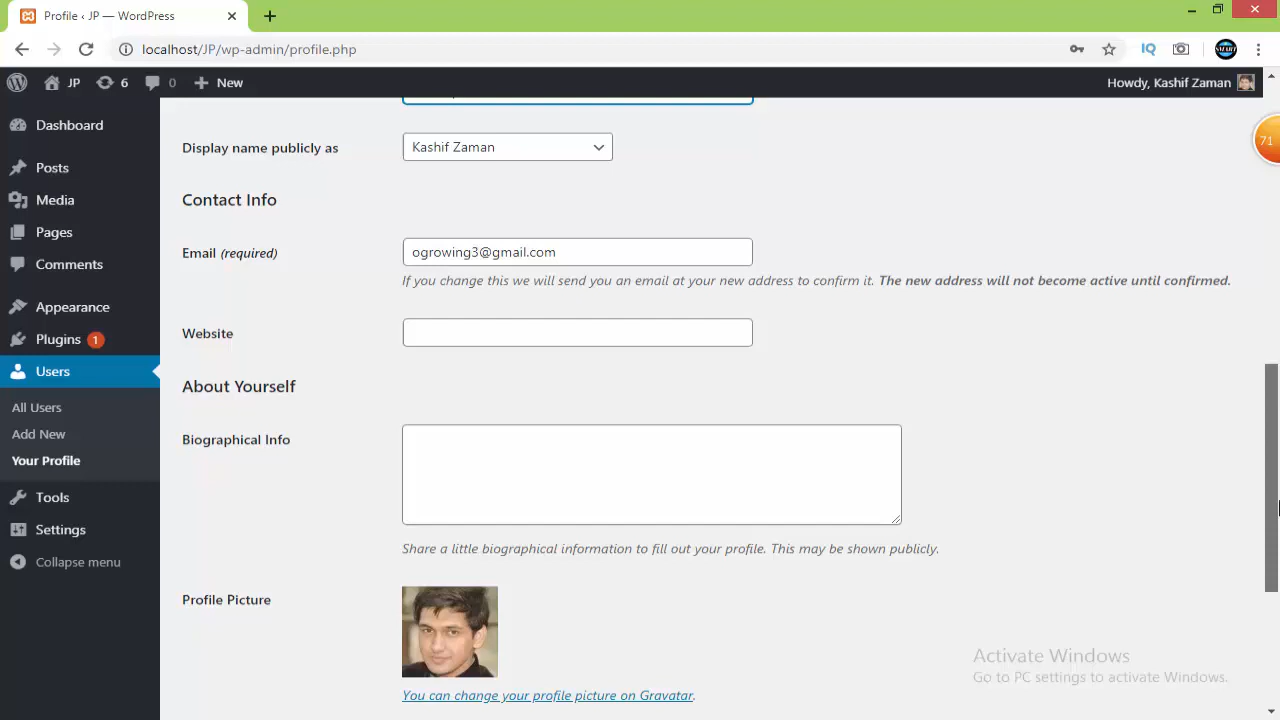 Profile ‹ JP — WordPress
localhost/JP/wp-admin/profile.php
IQ
JP
6
0
New
Howdy, Kashif Zaman
71
Dashboard
Posts
Media
Pages
Comments
Appearance
Plugins 1
Users
All Users
Add New
Your Profile
Tools
Settings
Collapse menu
Display name publicly as
Kashif Zaman
Contact Info
Email (required)
ogrowing3@gmail.com
If you change this we will send you an email at your new address to confirm it. The new address will not become active until confirmed.
Website
About Yourself
Biographical Info
Share a little biographical information to fill out your profile. This may be shown publicly.
Profile Picture
You can change your profile picture on Gravatar.
Activate Windows
Go to PC settings to activate Windows.